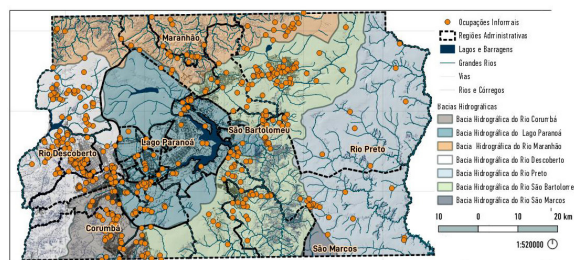 Maranhão
São Bartolomeu
Lago Paranoá
Rio Descoberto
Rio Preto
Corumbá
São Marcos
Ocupações Informais
Regiões Administrativas
Lagos e Barragens
Grandes Rios
Vias
Rios e Córregos
Bacias Hidrográficas
Bacia Hidrográfica do Rio Corumbá
Bacia Hidrográfica do Lago Paranoá
Bacia Hidrográfica do Rio Maranhão
Bacia Hidrográfica do Rio Descoberto
Bacia Hidrográfica do Rio Preto
Bacia Hidrográfica do Rio São Bartolomeu
Bacia Hidrográfica do Rio São Marcos
10 0 10 20 km
1:520000